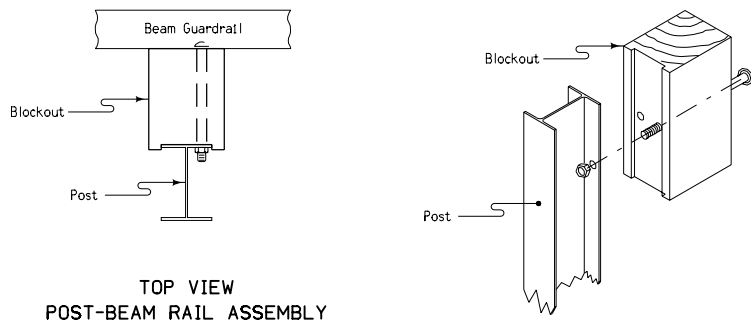 Beam Guardrail
Blockout
Post
TOP VIEW
POST-BEAM RAIL ASSEMBLY
Blockout
Post